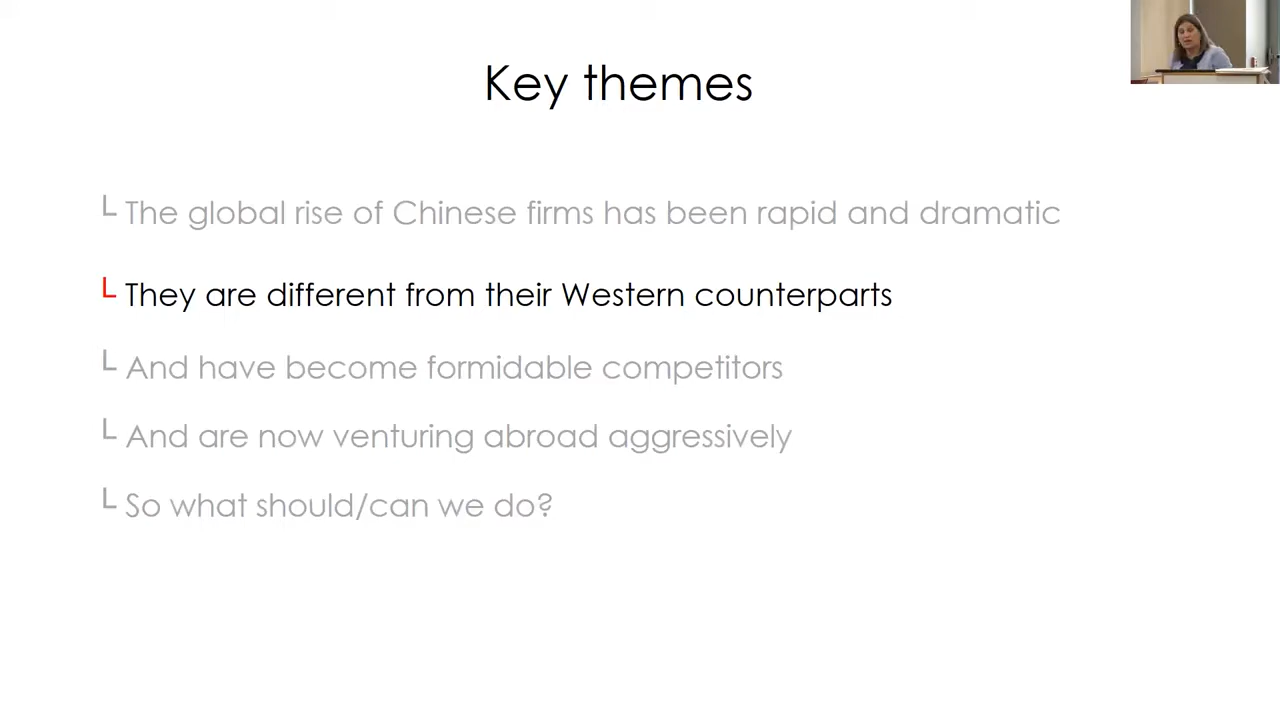 Key themes
The global rise of Chinese firms has been rapid and dramatic
They are different from their Western counterparts
And have become formidable competitors
And are now venturing abroad aggressively
So what should/can we do?